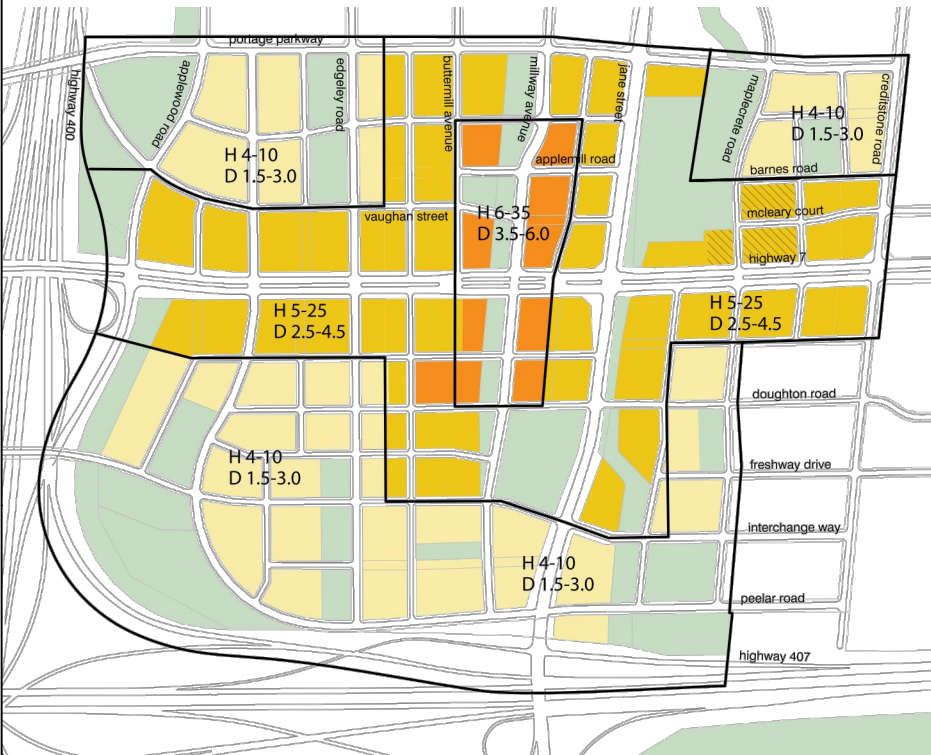 portage parkway
highway 400
applewood road
edgeley road
buttermill avenue
millway avenue
jane street
maplecrete road
creditstone road
H 4-10
D 1.5-3.0
H 4-10
D 1.5-3.0
applemill road
barnes road
vaughan street
H 6-35
D 3.5-6.0
mcleary court
highway 7
H 5-25
D 2.5-4.5
H 5-25
D 2.5-4.5
doughton road
H 4-10
D 1.5-3.0
freshway drive
interchange way
H 4-10
D 1.5-3.0
peelar road
highway 407